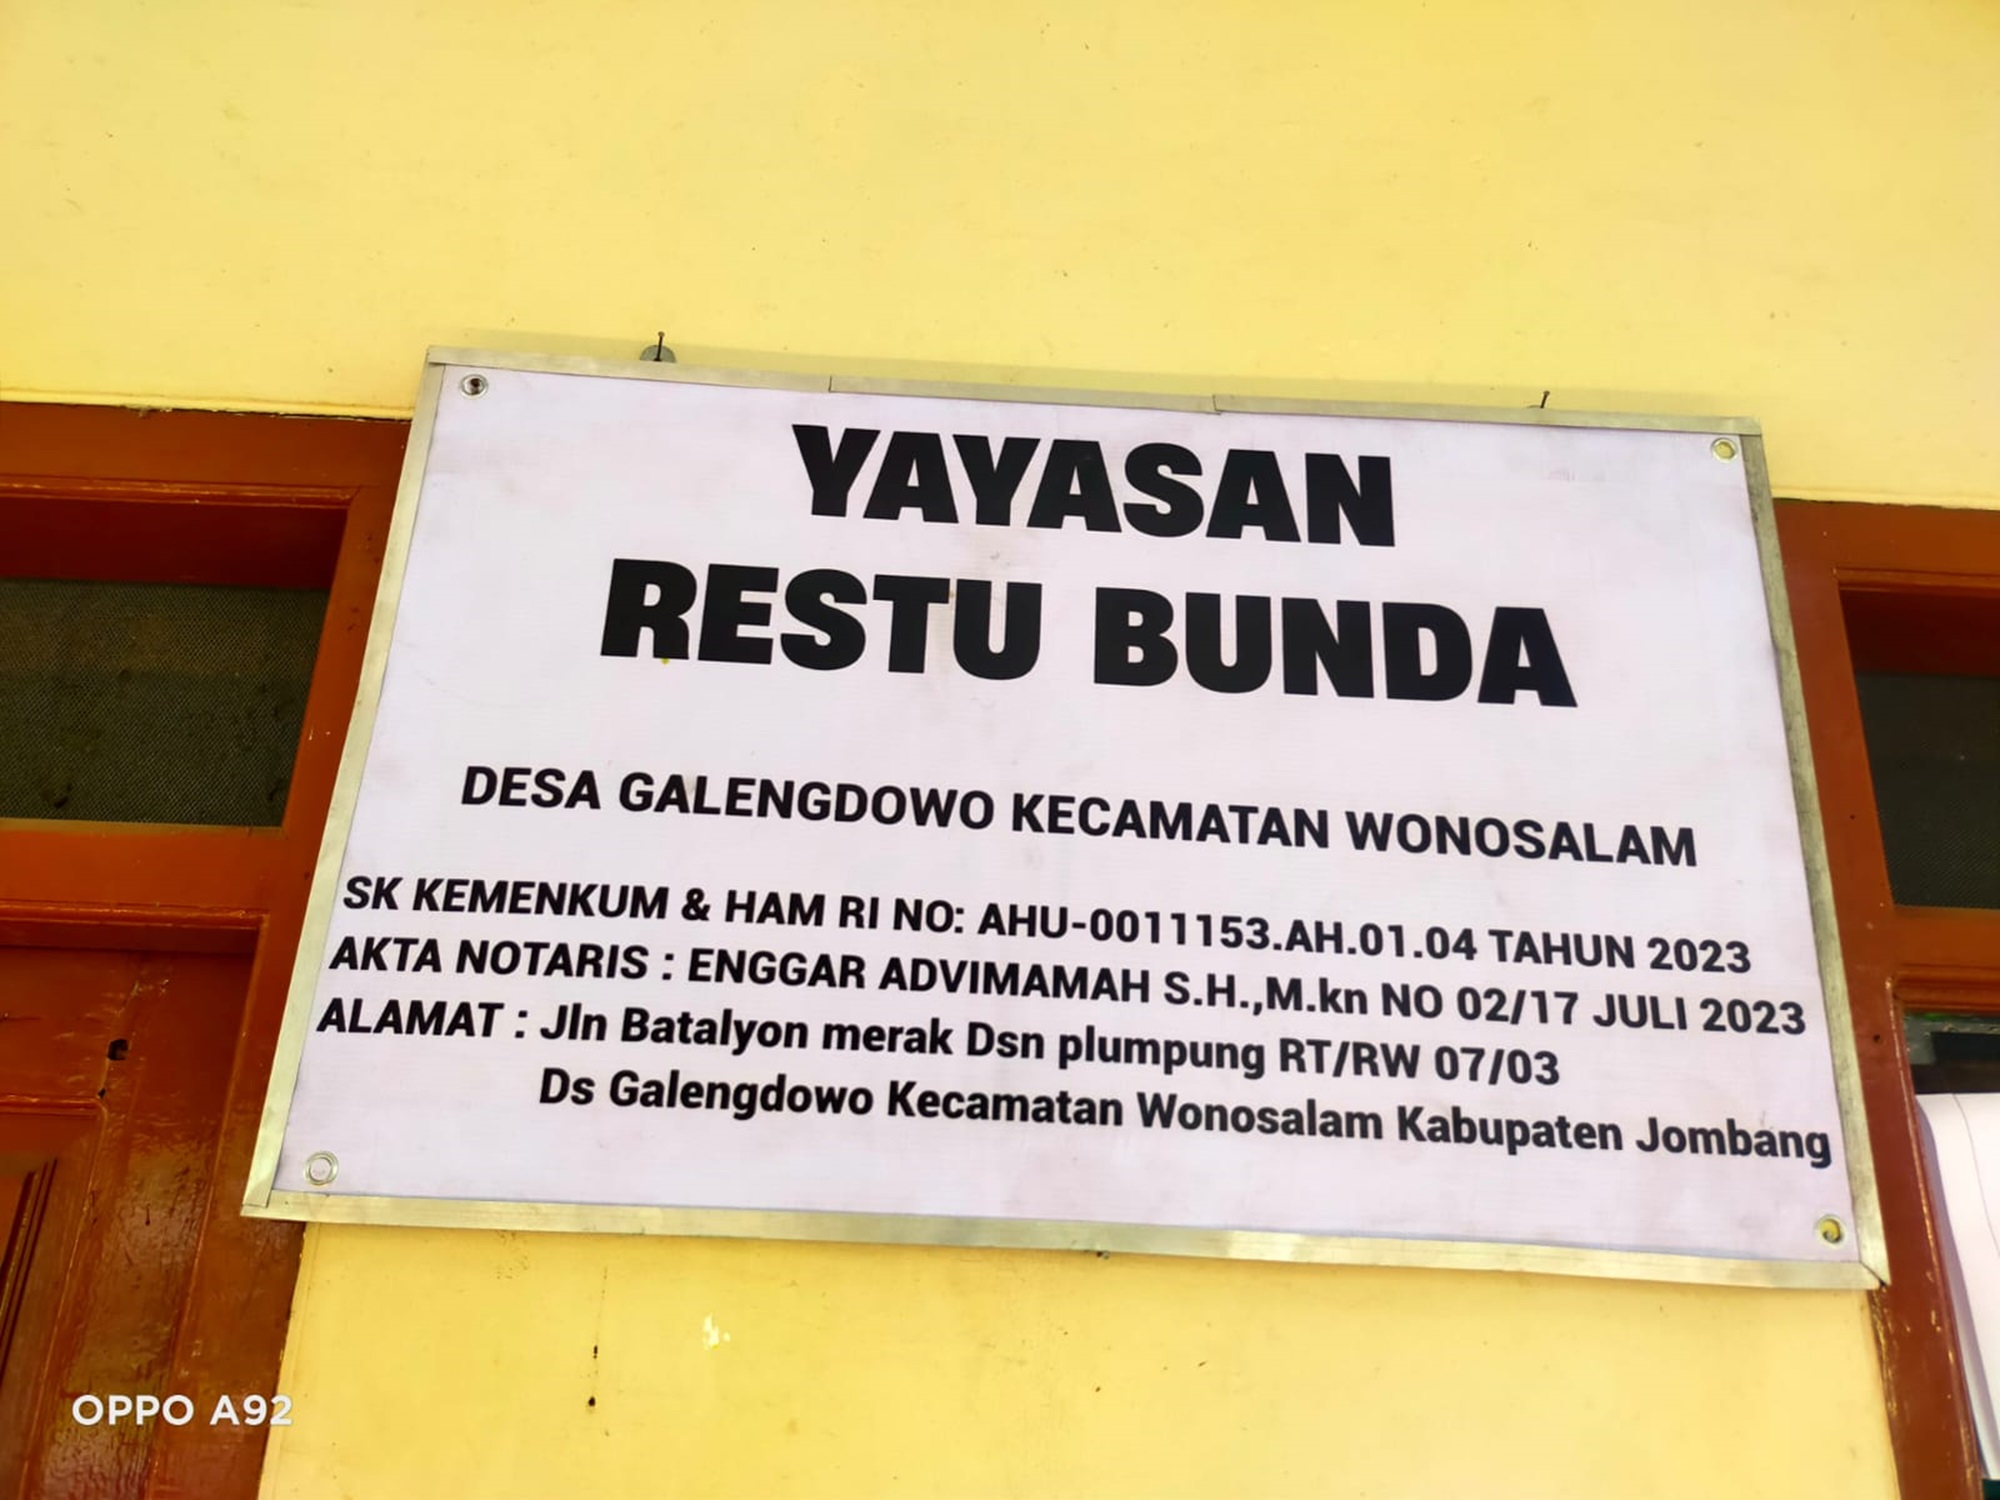 YAYASAN
RESTU BUNDA
DESA GALENGDOWO KECAMATAN WONOSALAM
SK KEMENKUM & HAM RI NO: AHU-0011153.AH.01.04 TAHUN 2023
AKTA NOTARIS : ENGGAR ADVIMAMAH S.H.,M.kn NO 02/17 JULI 2023
ALAMAT : Jln Batalyon merak Dsn plumpung RT/RW 07/03
Ds Galengdowo Kecamatan Wonosalam Kabupaten Jombang
OPPO A92